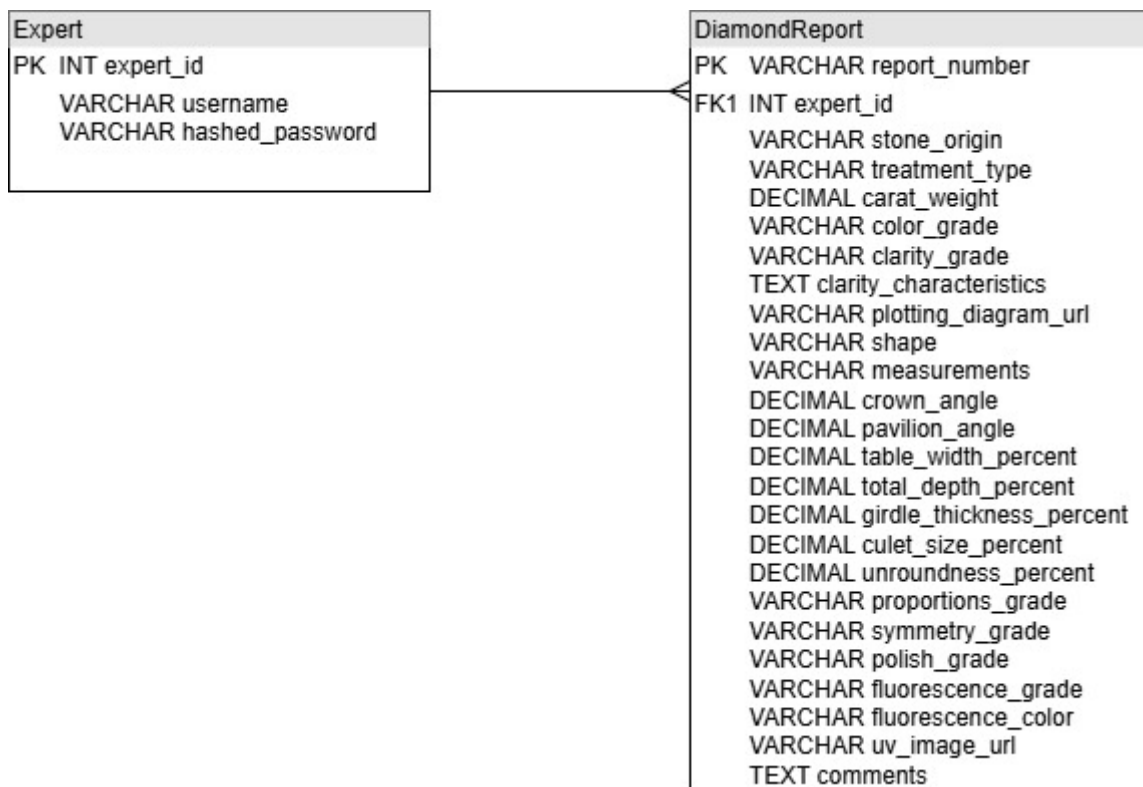 Expert
PK INT expert_id
VARCHAR username
VARCHAR hashed_password
DiamondReport
PK VARCHAR report_number
FK1 INT expert_id
VARCHAR stone_origin
VARCHAR treatment_type
DECIMAL carat_weight
VARCHAR color_grade
VARCHAR clarity_grade
TEXT clarity_characteristics
VARCHAR plotting_diagram_url
VARCHAR shape
VARCHAR measurements
DECIMAL crown_angle
DECIMAL pavilion_angle
DECIMAL table_width_percent
DECIMAL total_depth_percent
DECIMAL girdle_thickness_percent
DECIMAL culet_size_percent
DECIMAL unroundness_percent
VARCHAR proportions_grade
VARCHAR symmetry_grade
VARCHAR polish_grade
VARCHAR fluorescence_grade
VARCHAR fluorescence_color
VARCHAR uv_image_url
TEXT comments